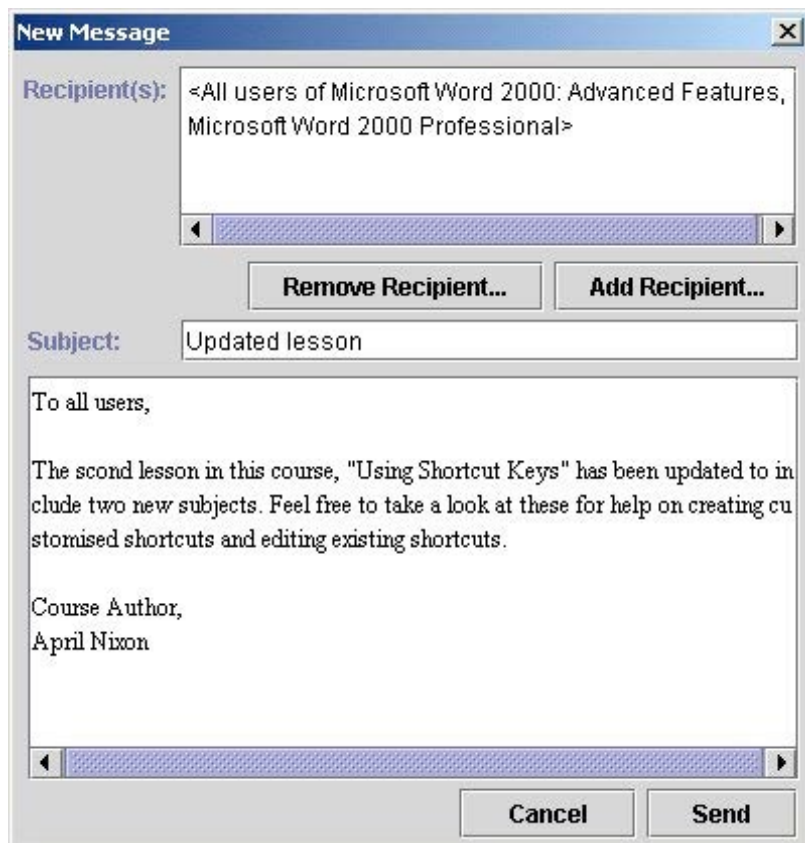 New Message
Recipient(s):
<All users of Microsoft Word 2000: Advanced Features,
Microsoft Word 2000 Professional>
Remove Recipient...
Add Recipient...
Subject:
Updated lesson
To all users,
The scond lesson in this course, "Using Shortcut Keys" has been updated to in
clude two new subjects. Feel free to take a look at these for help on creating cu
stomised shortcuts and editing existing shortcuts.
Course Author,
April Nixon
Cancel
Send